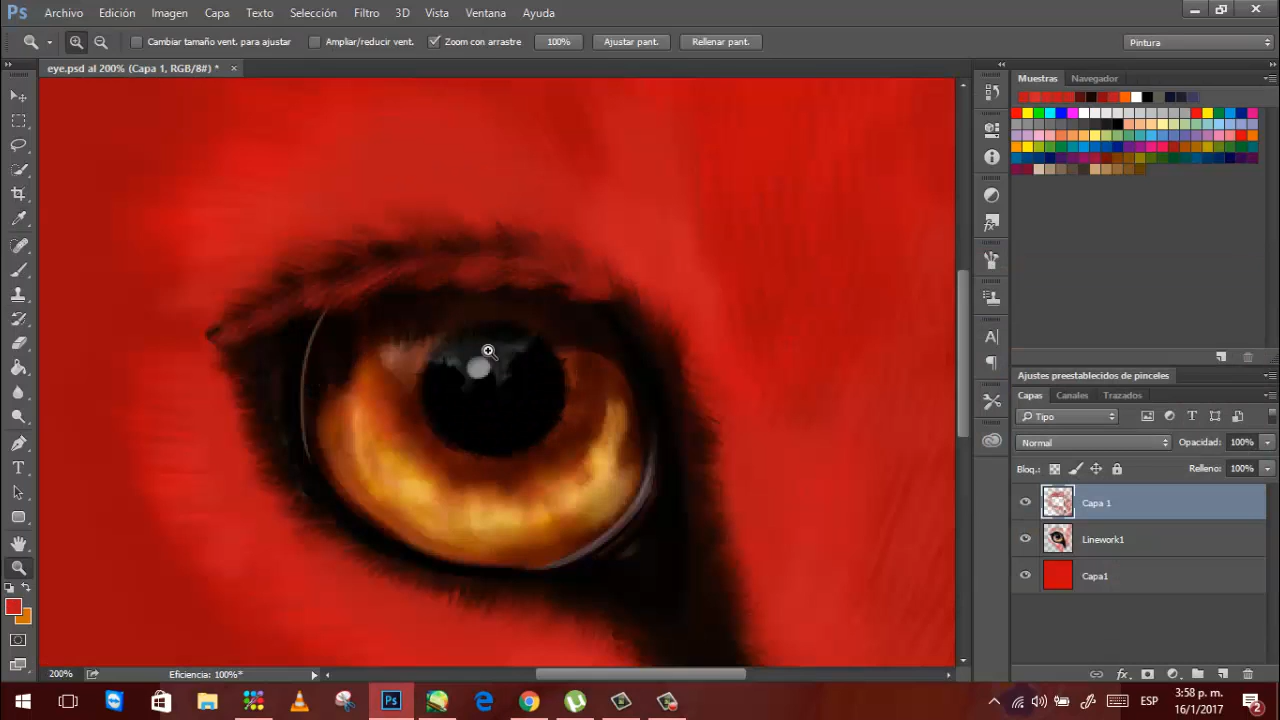 Ps Archivo Edición Imagen Capa Texto Selección Filtro 3D Vista Ventana Ayuda
Cambiar tamaño vent. para ajustar Ampliar/reducir vent. Zoom con arrastre 100% Ajustar pant. Rellenar pant. Pintura
eye.psd al 200% (Capa 1, RGB/8#) * ×
Muestras Navegador
Ajustes preestablecidos de pinceles
Capas Canales Trazados
Tipo
Normal Opacidad: 100%
Bloq.: Relleno: 100%
Capa 1
Linework1
Capa1
200% Eficiencia: 100%*
Ps ESP 3:58 p. m.
16/1/2017 2